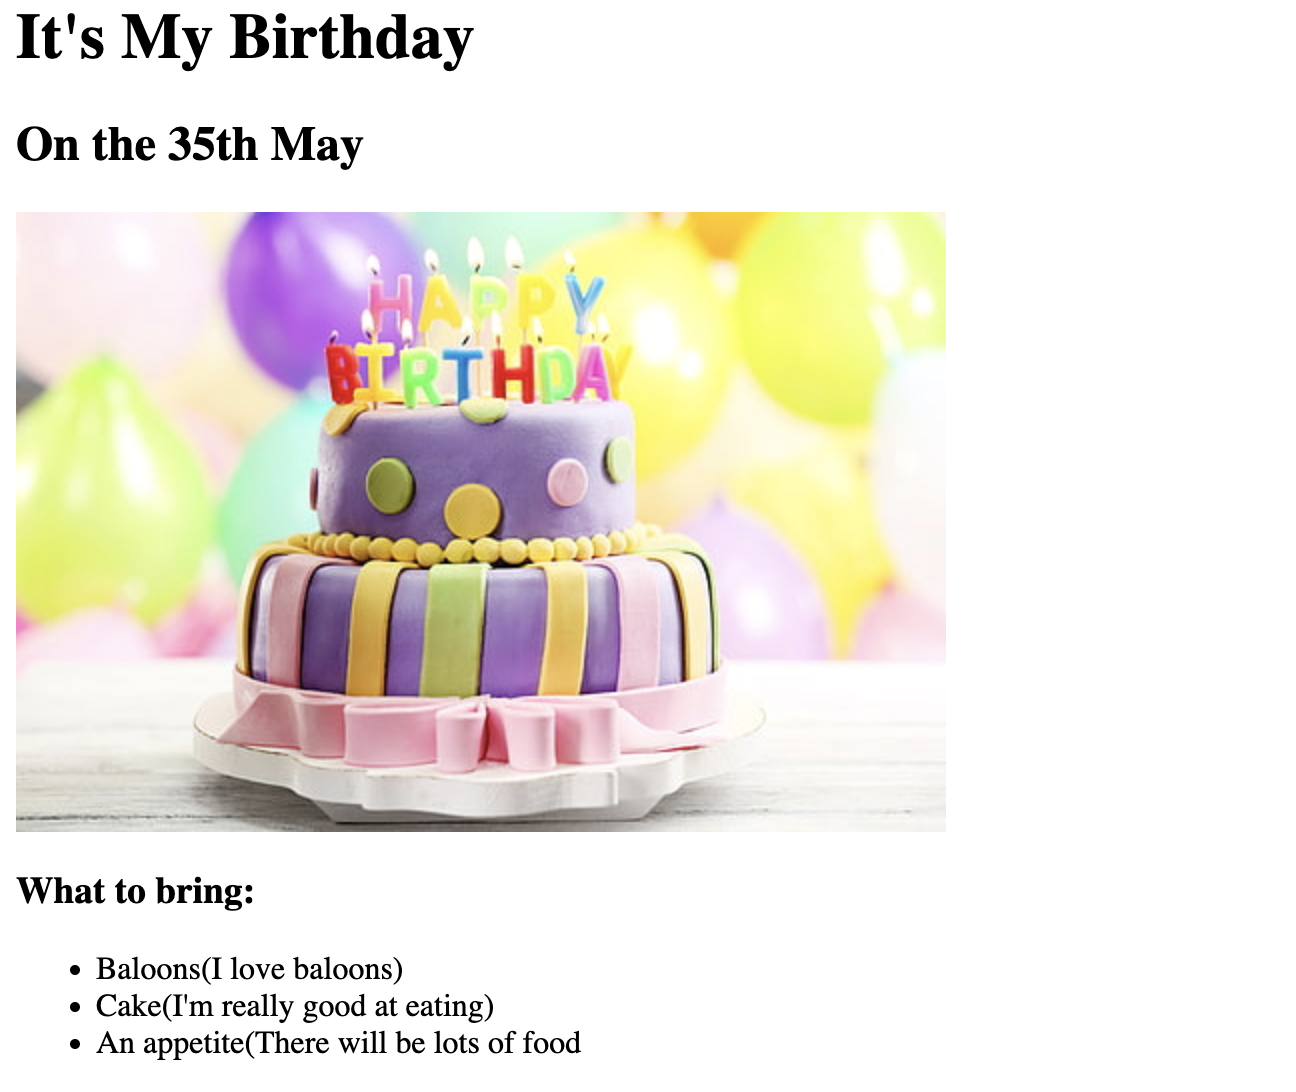 It's My Birthday
On the 35th May
HAPPY
BIRTHDAY
What to bring:
Baloons(I love baloons)
Cake(I'm really good at eating)
An appetite(There will be lots of food